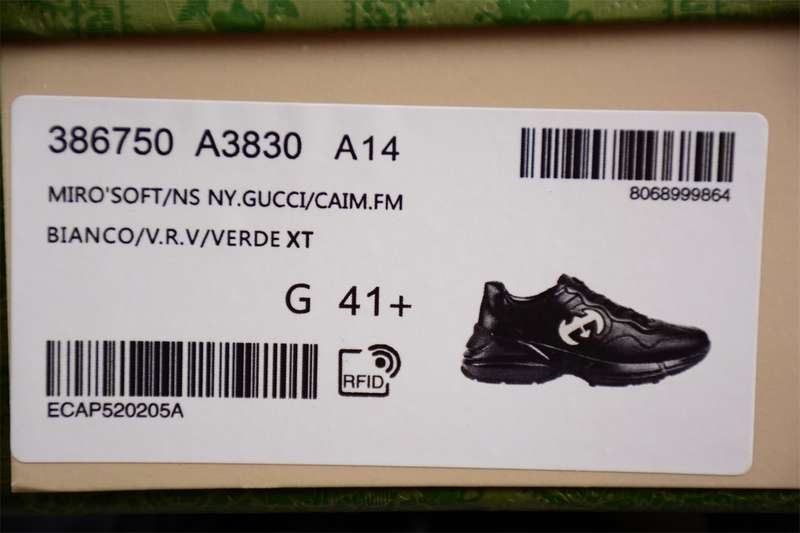 386750 A3830 A14
8068999864
MIRO'SOFT/NS NY.GUCCI/CAIM.FM
BIANCO/V.R.V/VERDE XT
G 41+
RFID
ECAP520205A